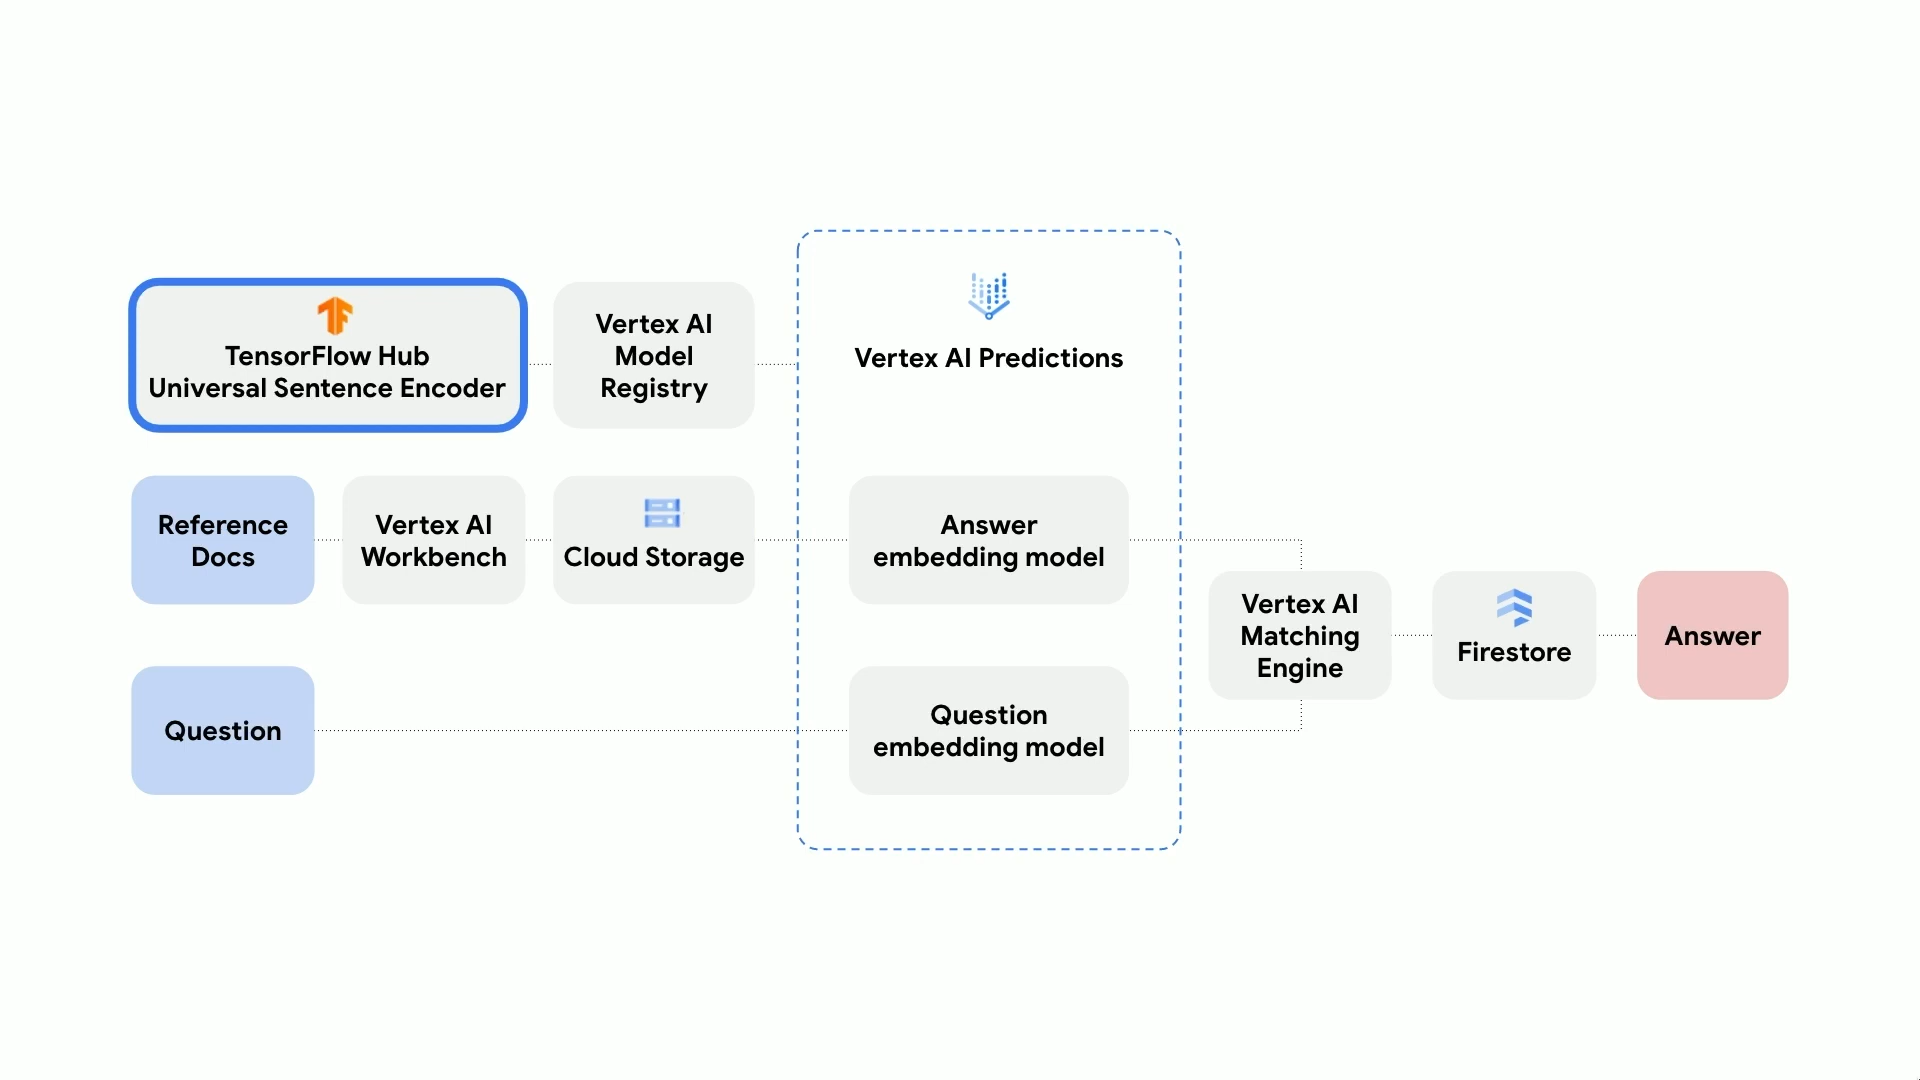 TensorFlow Hub
Universal Sentence Encoder
Vertex AI
Model
Registry
Vertex AI Predictions
Reference
Docs
Vertex AI
Workbench
Cloud Storage
Answer
embedding model
Question
Question
embedding model
Vertex AI
Matching
Engine
Firestore
Answer